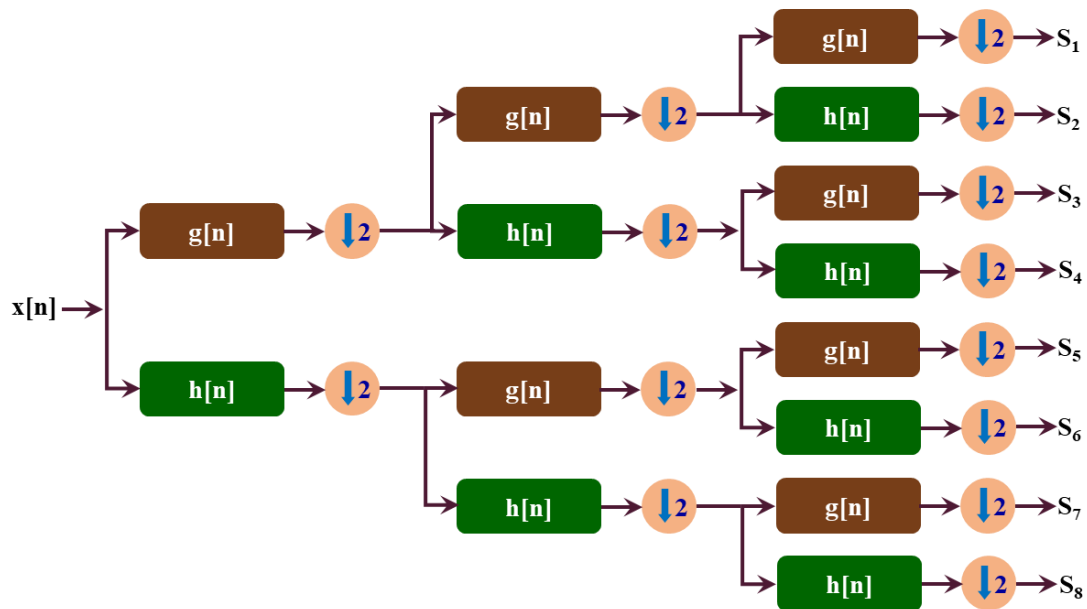 g[n] ↓2 S₁
g[n] ↓2 h[n] ↓2 S₂
g[n] ↓2 S₃
g[n] ↓2 h[n] ↓2
h[n] ↓2 S₄
x[n]
g[n] ↓2 S₅
h[n] ↓2 g[n] ↓2
h[n] ↓2 S₆
h[n] ↓2 g[n] ↓2 S₇
h[n] ↓2 S₈